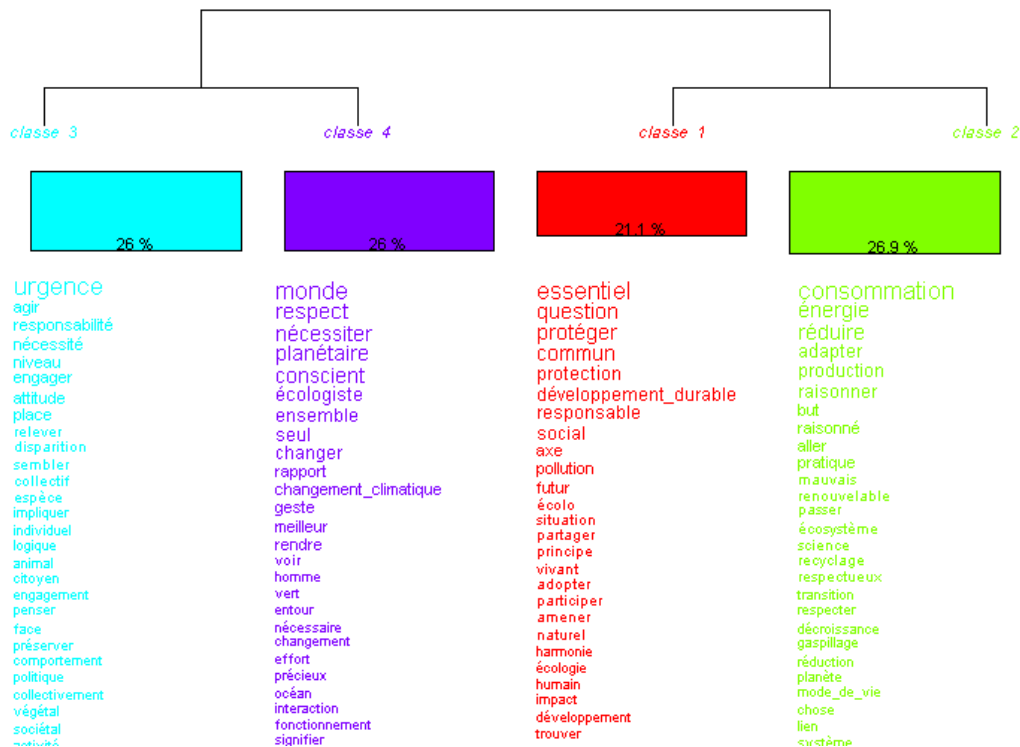 classe 3
classe 4
classe 1
classe 2
26 %
26 %
21.1 %
26.9 %
urgence
agir
responsabilité
nécessité
niveau
engager
attitude
place
relever
disparition
sembler
collectif
espèce
impliquer
individuel
logique
animal
citoyen
engagement
penser
face
préserver
comportement
politique
collectivement
végétal
sociétal
activité
monde
respect
nécessiter
planétaire
conscient
écologiste
ensemble
seul
changer
rapport
changement_climatique
geste
meilleur
rendre
voir
homme
vert
entour
nécessaire
changement
effort
précieux
océan
interaction
fonctionnement
signifier
essentiel
question
protéger
commun
protection
développement_durable
responsable
social
axe
pollution
futur
écolo
situation
partager
principe
vivant
adopter
participer
amener
naturel
harmonie
écologie
humain
impact
développement
trouver
consommation
énergie
réduire
adapter
production
raisonner
but
raisonné
aller
pratique
mauvais
renouvelable
passer
écosystème
science
recyclage
respectueux
transition
respecter
décroissance
gaspillage
réduction
planète
mode_de_vie
chose
lien
système